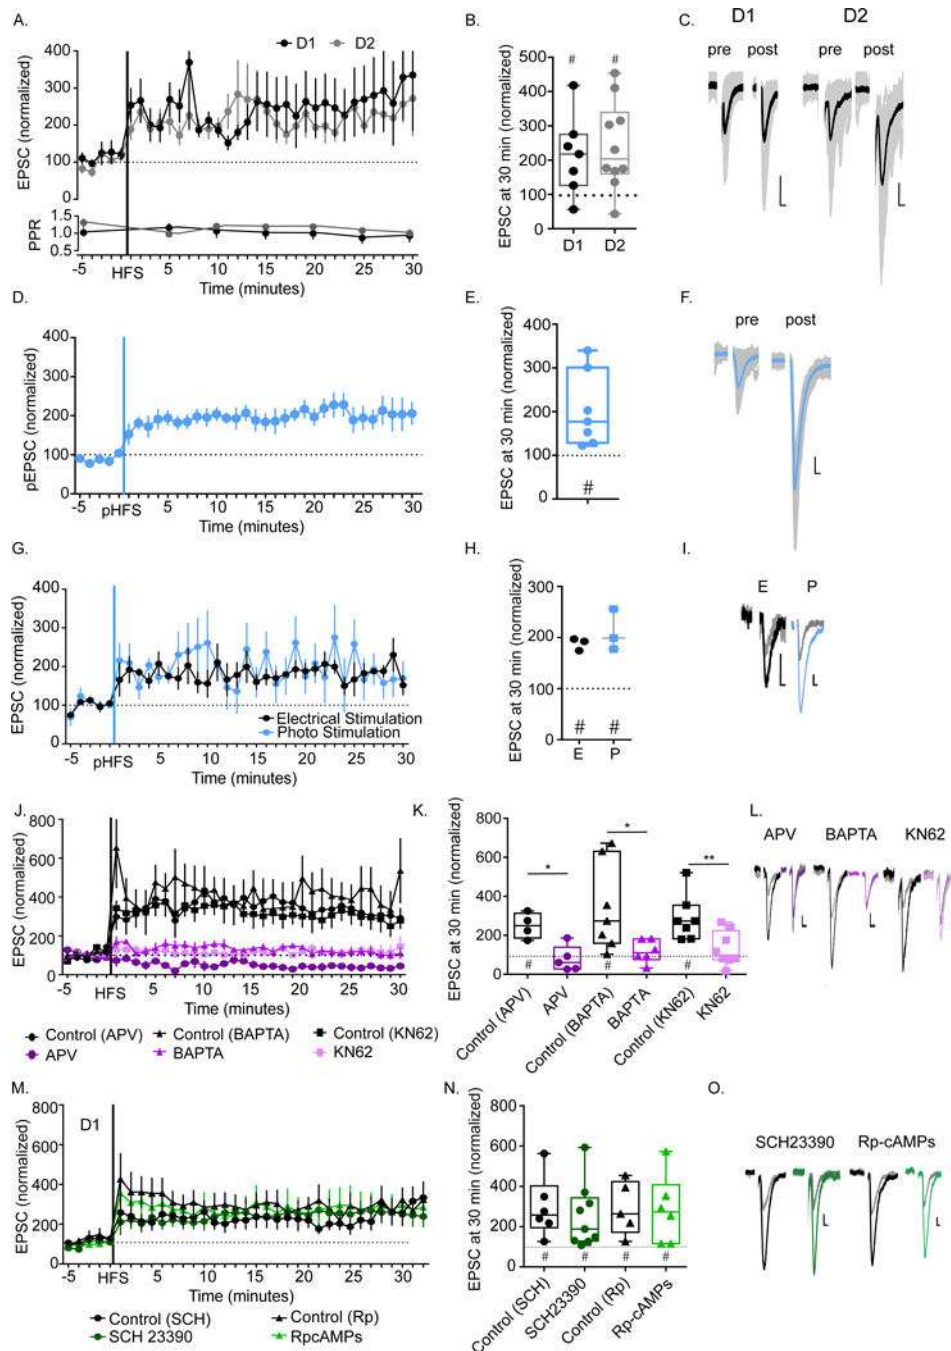 A.
D1 D2
EPSC (normalized)
400
300
200
100
0
PPR
1.5
1.0
0.5
-5 HFS 5 10 15 20 25 30
Time (minutes)
B.
EPSC at 30 min (normalized)
500
400
300
200
100
0
# #
D1 D2
C.
D1 D2
pre post pre post
D.
pEPSC (normalized)
400
300
200
100
0
-5 pHFS 5 10 15 20 25 30
Time (minutes)
E.
EPSC at 30 min (normalized)
400
300
200
100
0
#
F.
pre post
G.
EPSC (normalized)
400
300
200
100
0
Electrical Stimulation
Photo Stimulation
-5 pHFS 5 10 15 20 25 30
Time (minutes)
H.
EPSC at 30 min (normalized)
300
200
100
0
# #
E P
I.
E P
J.
EPSC (normalized)
800
600
400
200
100
0
-5 HFS 5 10 15 20 25 30
Time (minutes)
Control (APV) Control (BAPTA) Control (KN62)
APV BAPTA KN62
K.
EPSC at 30 min (normalized)
800
600
400
200
100
0
* * **
# # #
Control (APV) APV Control (BAPTA) BAPTA Control (KN62) KN62
L.
APV BAPTA KN62
M.
D1
EPSC (normalized)
800
600
400
200
100
0
-5 HFS 5 10 15 20 25 30
Time (minutes)
Control (SCH) Control (Rp)
SCH 23390 RpcAMPs
N.
EPSC at 30 min (normalized)
800
600
400
200
100
0
# # # #
Control (SCH) SCH23390 Control (Rp) Rp-cAMPs
O.
SCH23390 Rp-cAMPs